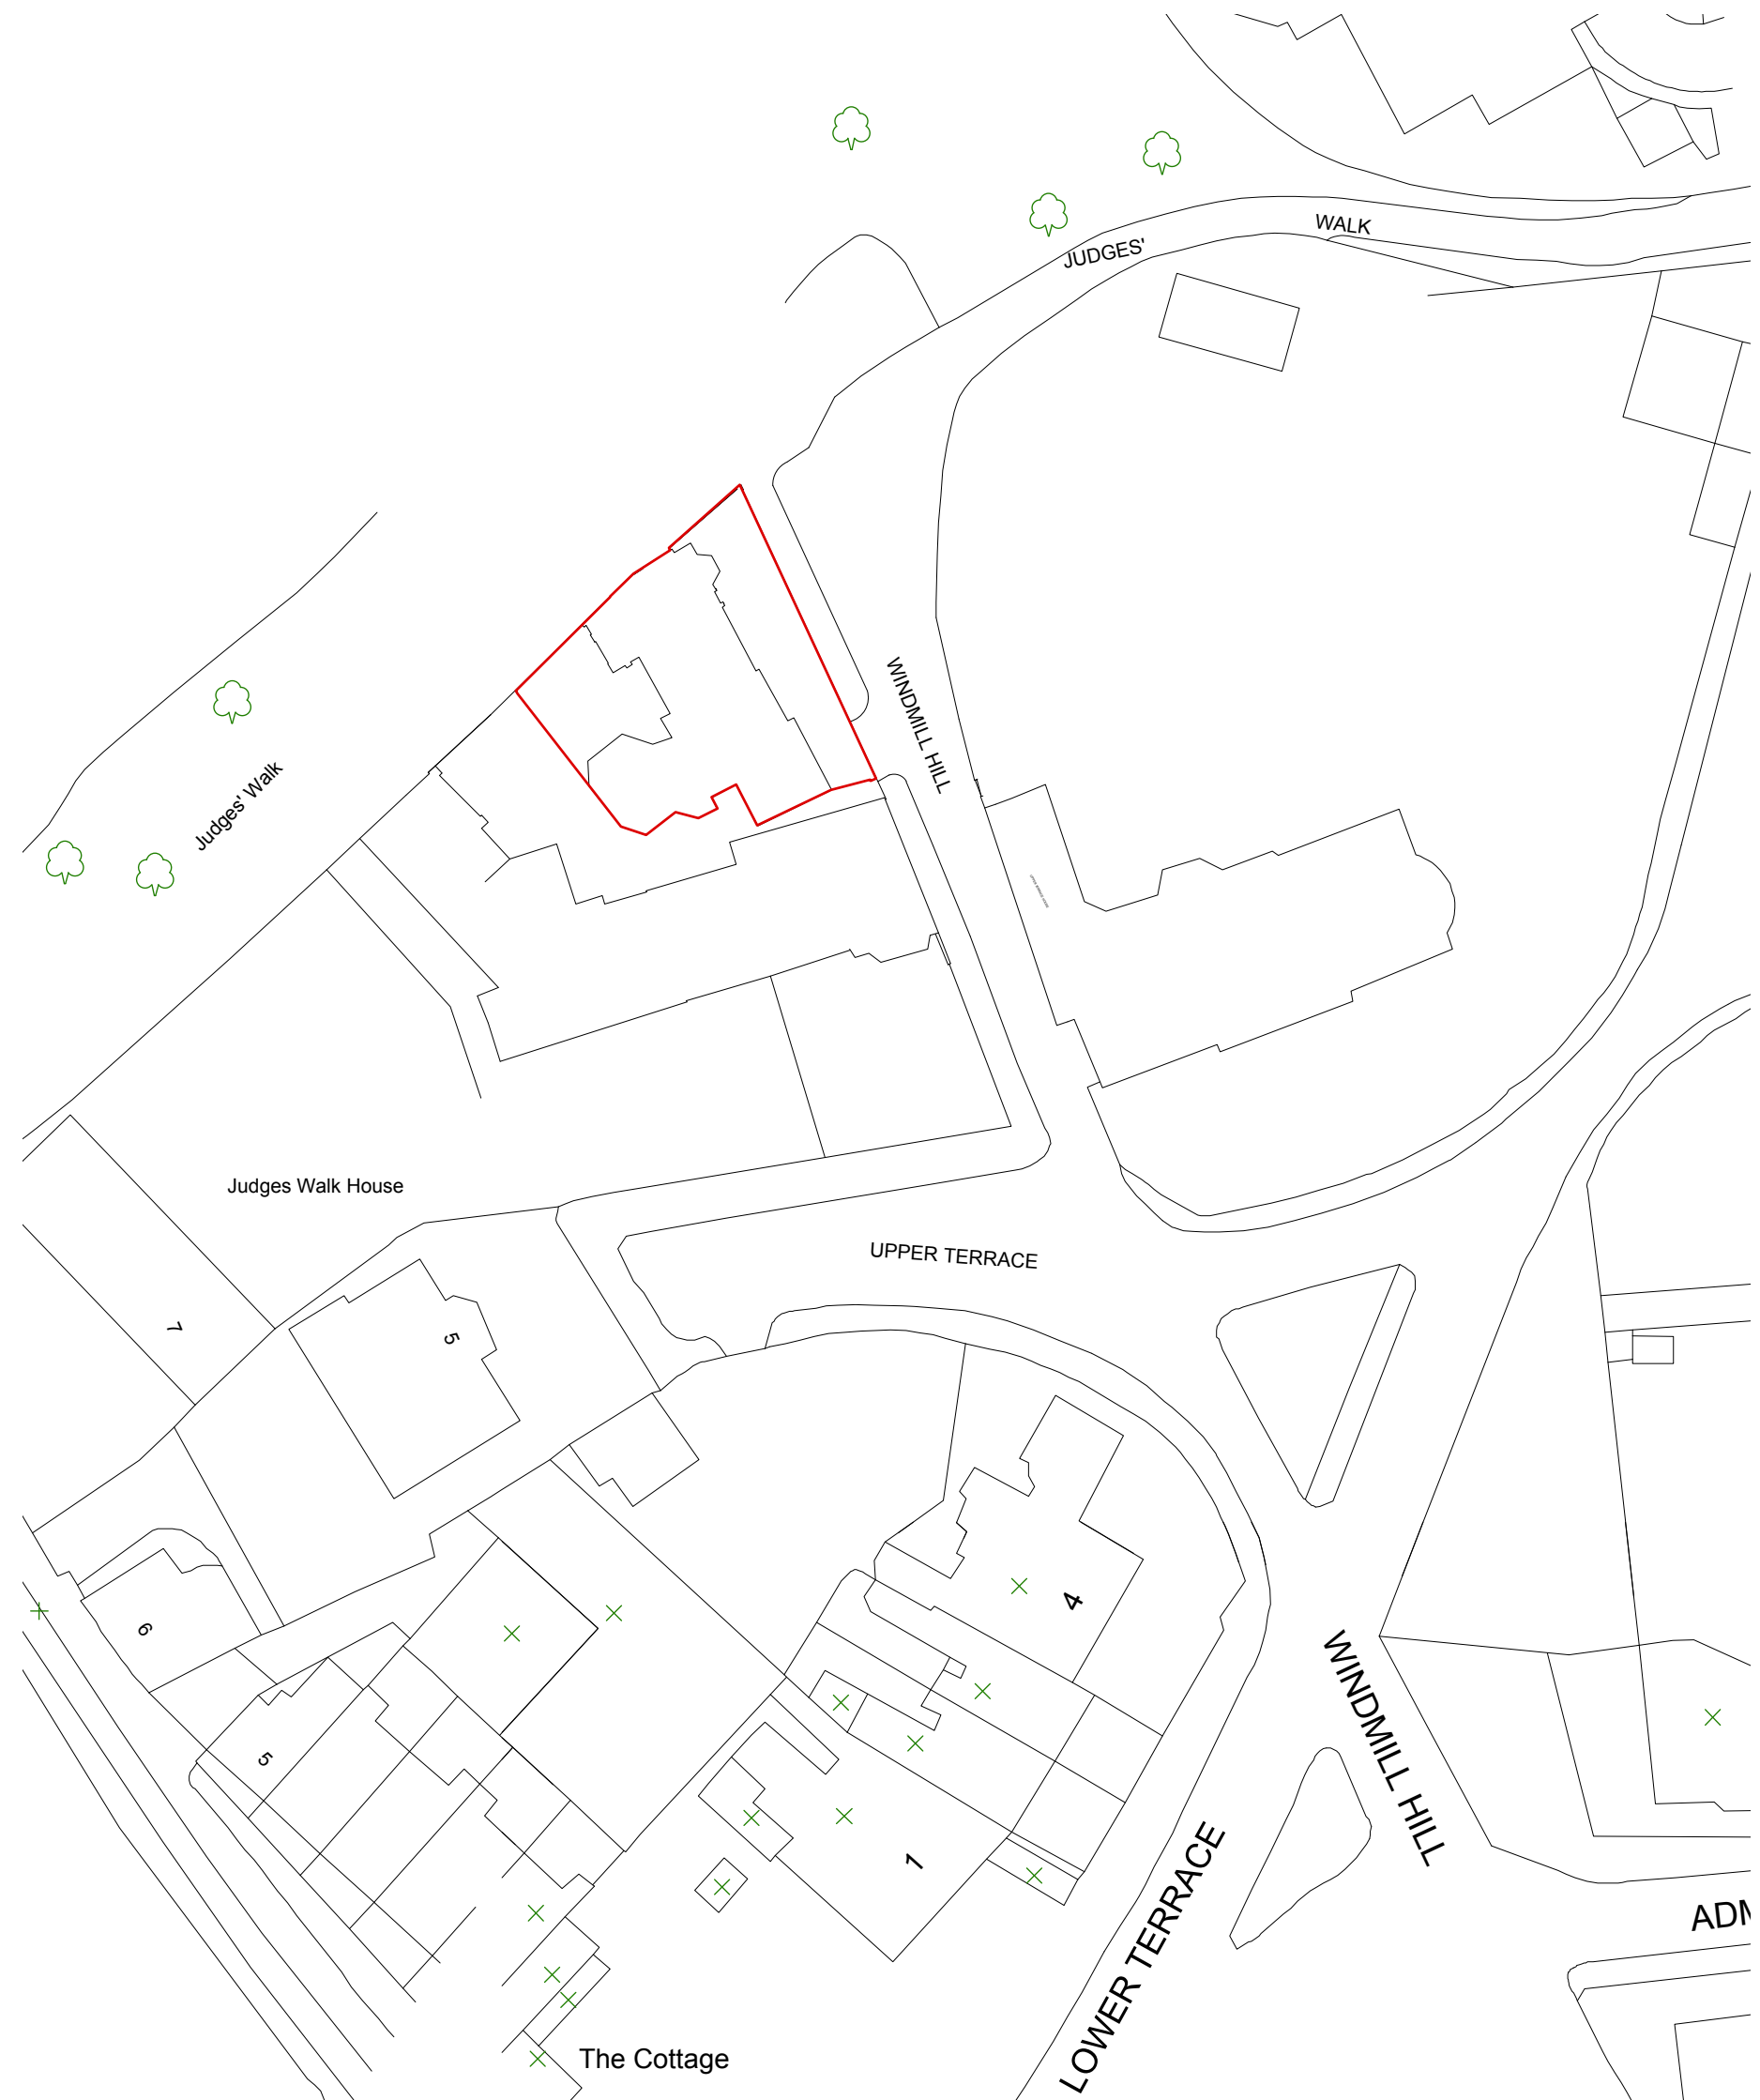 WALK
JUDGES'
WINDMILL HILL
Judges' Walk
Judges Walk House
UPPER TERRACE
7
5
4
6
5
1
WINDMILL HILL
LOWER TERRACE
ADM
The Cottage